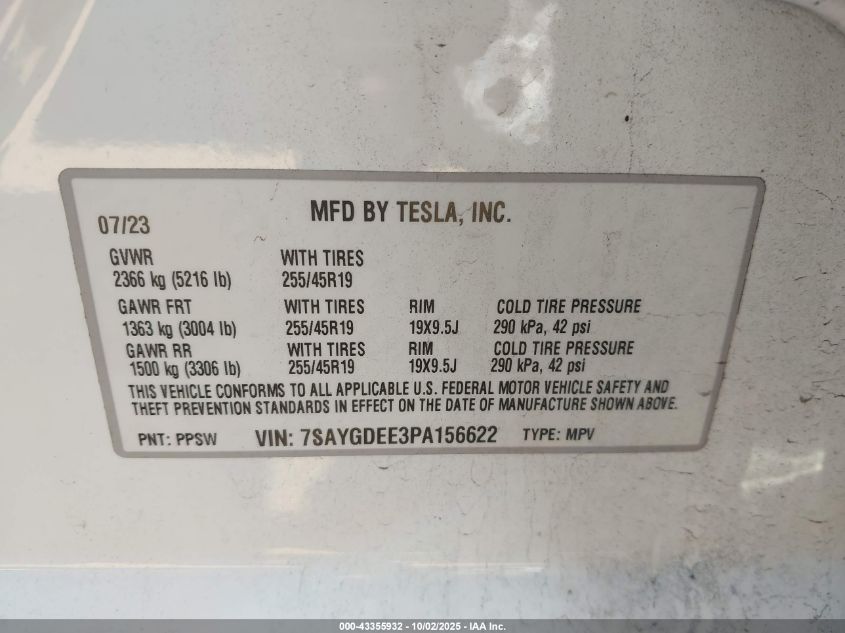 07/23 MFD BY TESLA, INC.
GVWR WITH TIRES
2366 kg (5216 lb) 255/45R19
GAWR FRT WITH TIRES RIM COLD TIRE PRESSURE
1363 kg (3004 lb) 255/45R19 19X9.5J 290 kPa, 42 psi
GAWR RR WITH TIRES RIM COLD TIRE PRESSURE
1500 kg (3306 lb) 255/45R19 19X9.5J 290 kPa, 42 psi
THIS VEHICLE CONFORMS TO ALL APPLICABLE U.S. FEDERAL MOTOR VEHICLE SAFETY AND
THEFT PREVENTION STANDARDS IN EFFECT ON THE DATE OF MANUFACTURE SHOWN ABOVE.
PNT: PPSW VIN: 7SAYGDEE3PA156622 TYPE: MPV
000-43355932 - 10/02/2025 - IAA Inc.